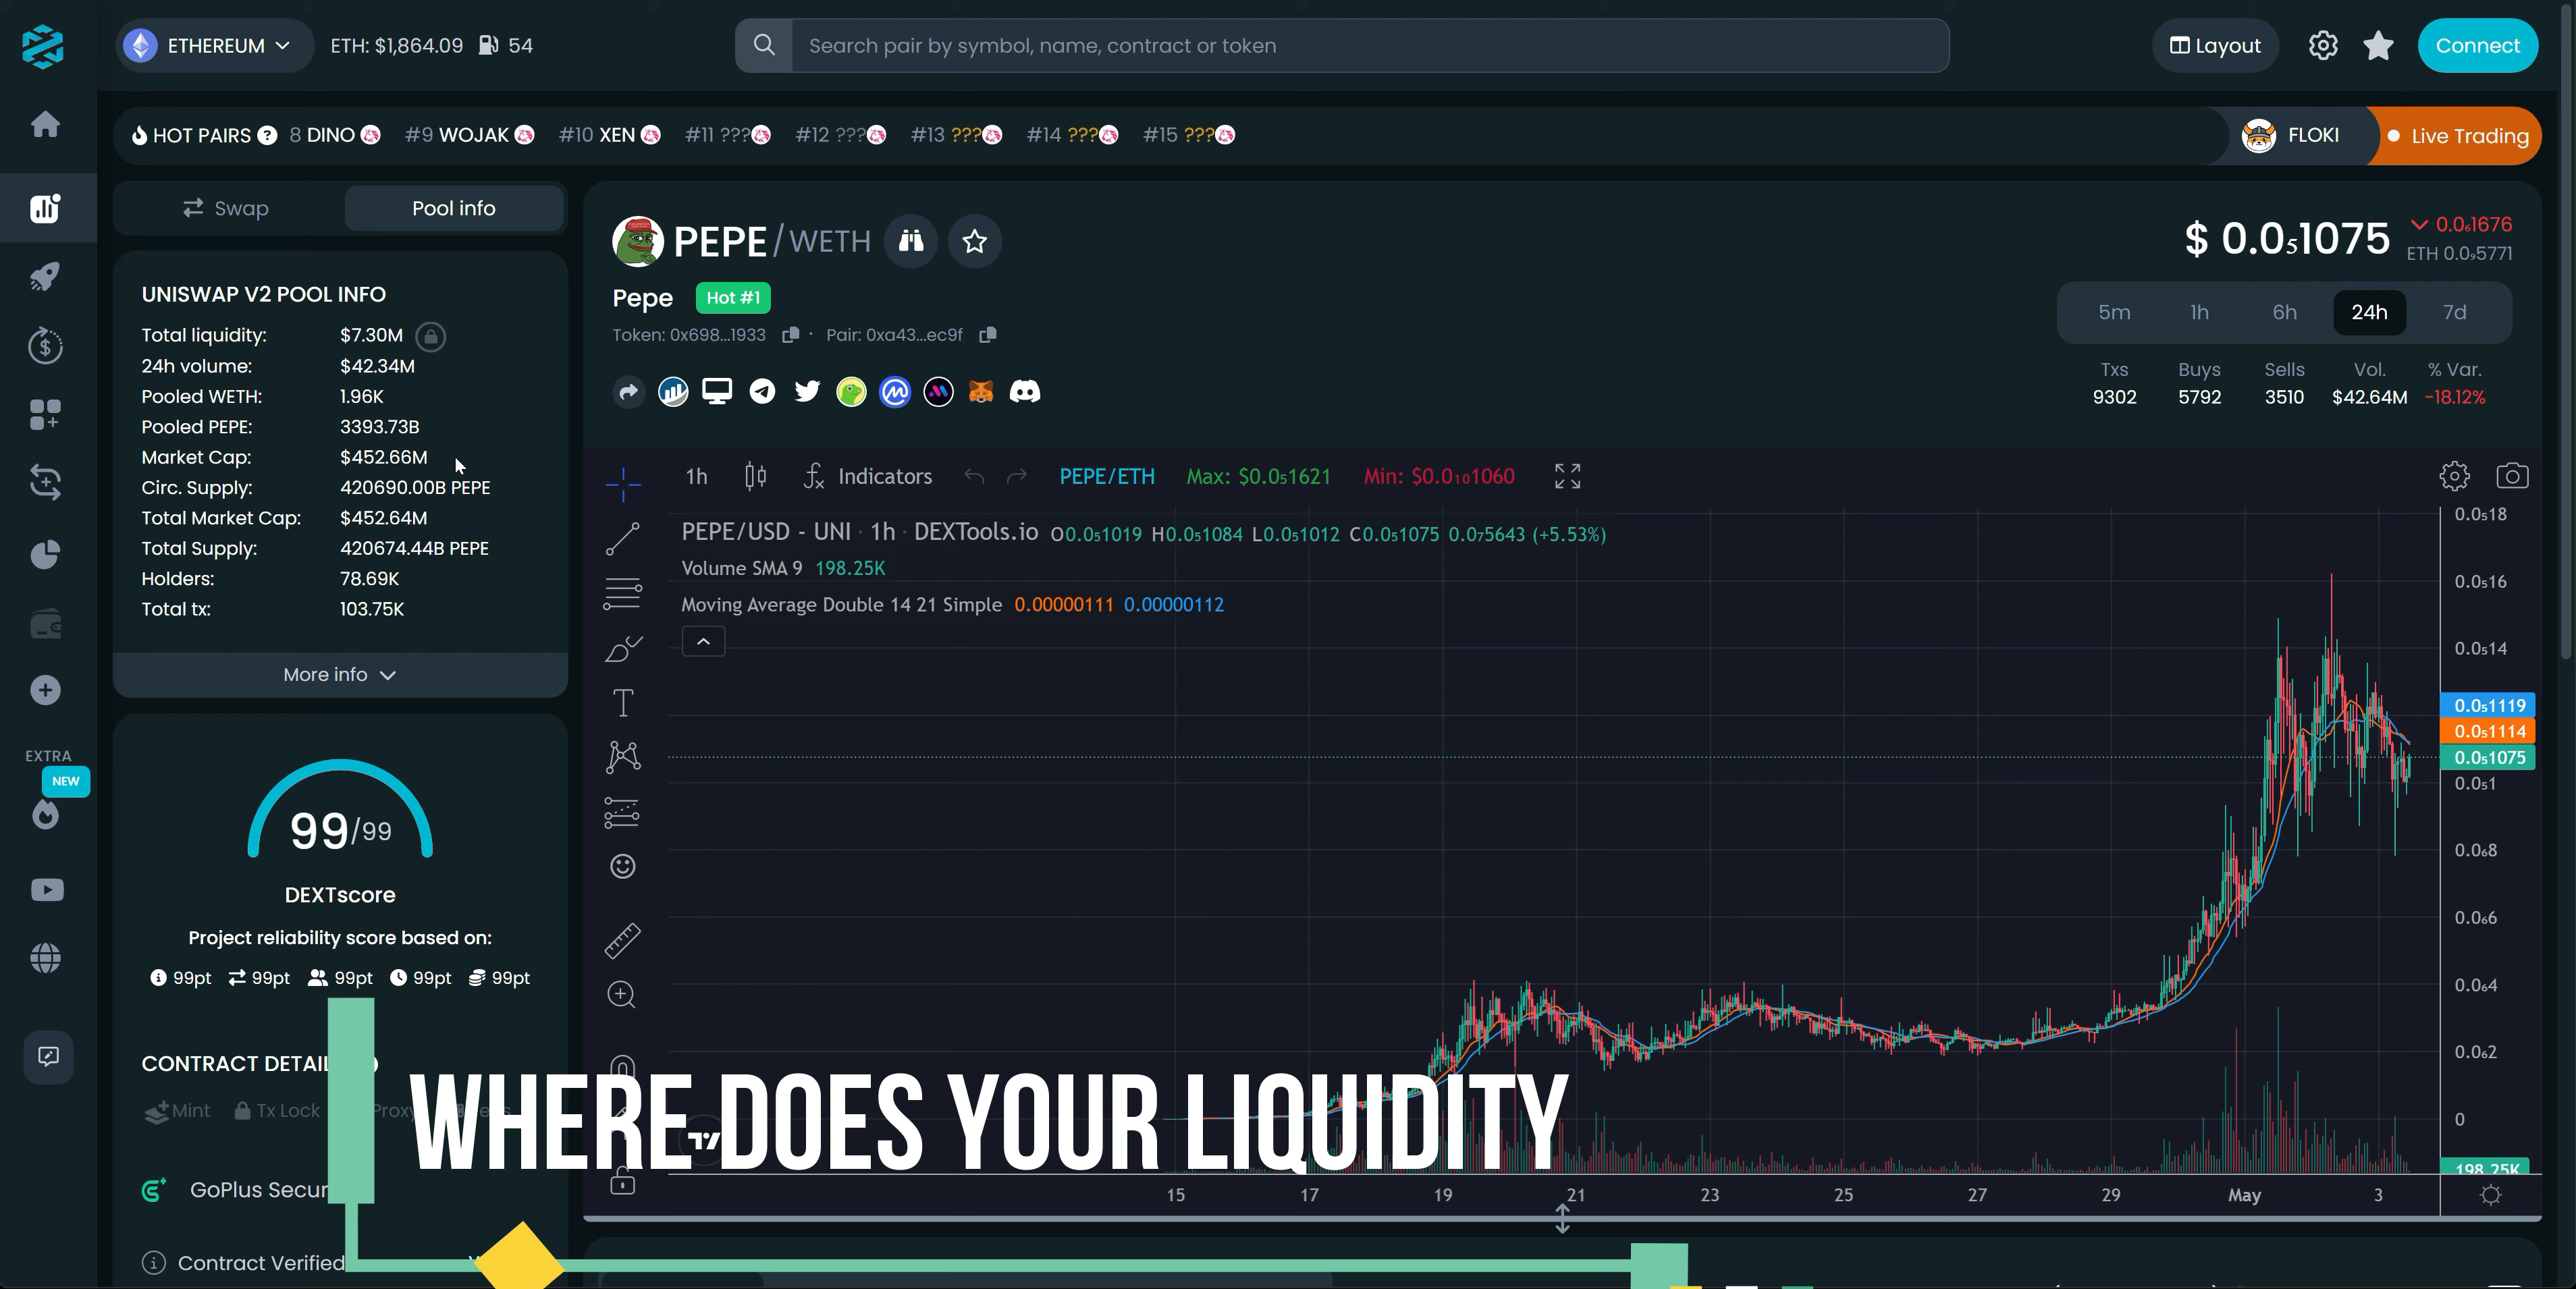 ETHEREUM ETH: $1,864.09 54
Search pair by symbol, name, contract or token
Layout
Connect
HOT PAIRS ? 8 DINO #9 WOJAK #10 XEN #11 ??? #12 ??? #13 ??? #14 ??? #15 ???
FLOKI
Live Trading
Swap
Pool info
UNISWAP V2 POOL INFO
Total liquidity: $7.30M
24h volume: $42.34M
Pooled WETH: 1.96K
Pooled PEPE: 3393.73B
Market Cap: $452.66M
Circ. Supply: 420690.00B PEPE
Total Market Cap: $452.64M
Total Supply: 420674.44B PEPE
Holders: 78.69K
Total tx: 103.75K
More info
EXTRA
NEW
99/99
DEXTscore
Project reliability score based on:
99pt 99pt 99pt 99pt 99pt
CONTRACT DETAIL
Mint Tx Lock Proxy
GoPlus Secur
Contract Verified
PEPE/WETH
Pepe Hot #1
Token: 0x698...1933 · Pair: 0xa43...ec9f
$ 0.0₅1075
0.0₆1676
ETH 0.0₉5771
5m 1h 6h 24h 7d
Txs Buys Sells Vol. % Var.
9302 5792 3510 $42.64M -18.12%
1h Indicators PEPE/ETH Max: $0.0₅1621 Min: $0.0₁₀1060
PEPE/USD - UNI · 1h · DEXTools.io O0.0₅1019 H0.0₅1084 L0.0₅1012 C0.0₅1075 0.0₇5643 (+5.53%)
Volume SMA 9 198.25K
Moving Average Double 14 21 Simple 0.00000111 0.00000112
0.0₅18
0.0₅16
0.0₅14
0.0₅1119
0.0₅1114
0.0₅1075
0.0₅1
0.0₆8
0.0₆6
0.0₆4
0.0₆2
0
198.25K
15 17 19 21 23 25 27 29 May 3
WHERE DOES YOUR LIQUIDITY